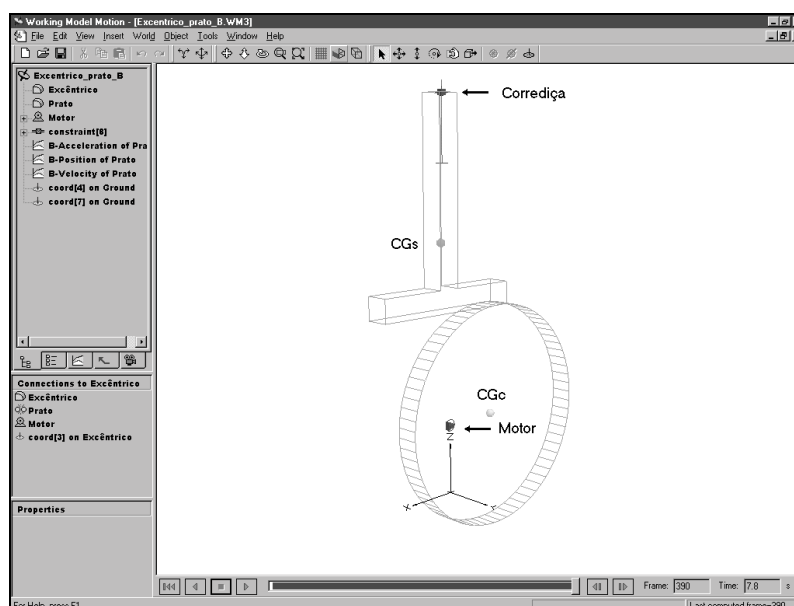 Working Model Motion - [Excentrico_prato_B.WM3]
File Edit View Insert World Object Tools Window Help
Excentrico_prato_B
Excêntrico
Prato
Motor
constraint[6]
B-Acceleration of Pra
B-Position of Prato
B-Velocity of Prato
coord[4] on Ground
coord[7] on Ground
Connections to Excêntrico
Excêntrico
Prato
Motor
coord[3] on Excêntrico
Properties
Corrediça
CGs
CGc
Motor
Z
X
Y
Frame: 390 Time: 7.8 s
For Help, press F1
Last computed frame=390